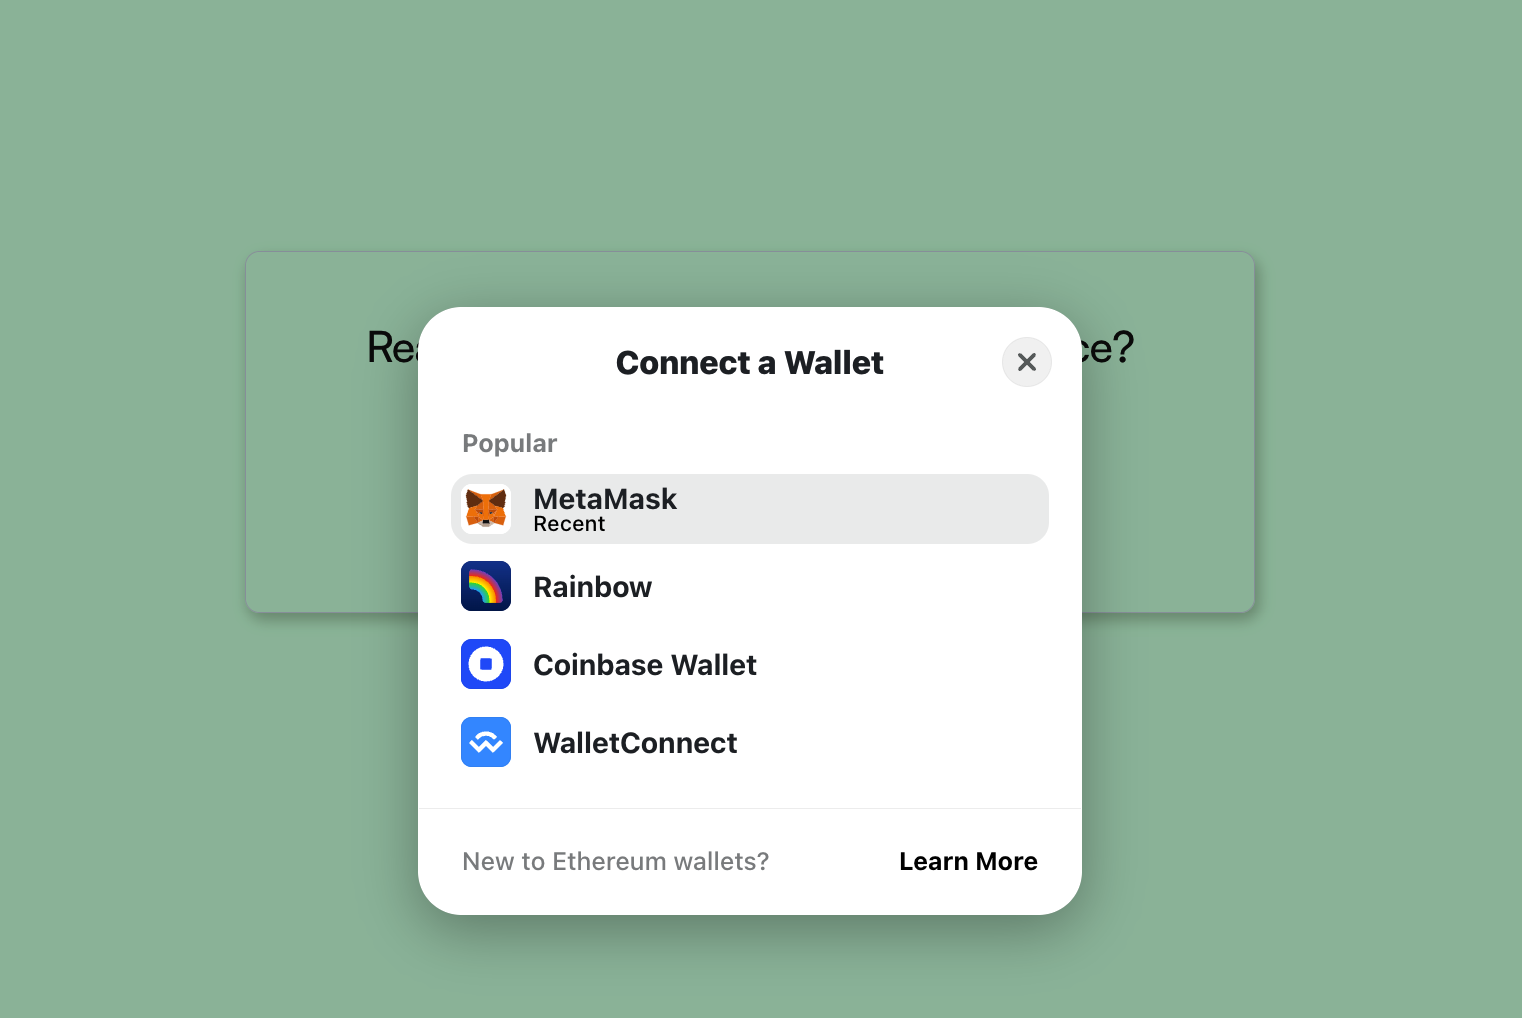 Connect a Wallet
Popular
MetaMask
Recent
Rainbow
Coinbase Wallet
WalletConnect
New to Ethereum wallets?
Learn More